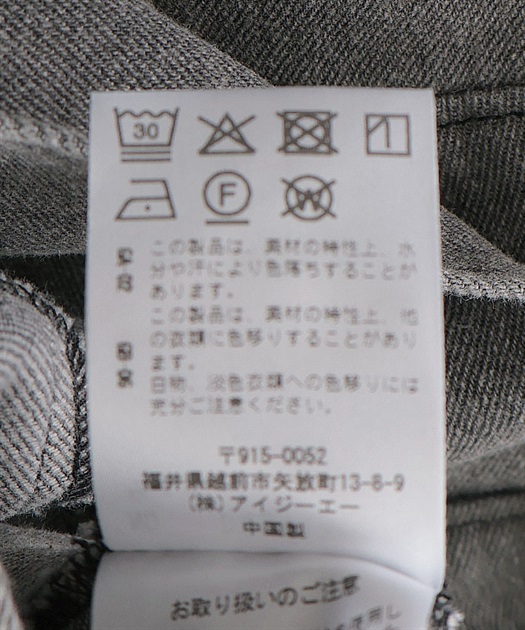 30
F
W
この製品は、素材の特性上、水
分や汗により色落ちすることが
あります。
この製品は、素材の特性上、他
の衣類に色移りすることがあり
ます。
白物、淡色衣類への色移りには
充分ご注意ください。
〒915-0052
福井県越前市矢放町13-8-9
(株)アイジーエー
中国製
お取り扱いのご注意